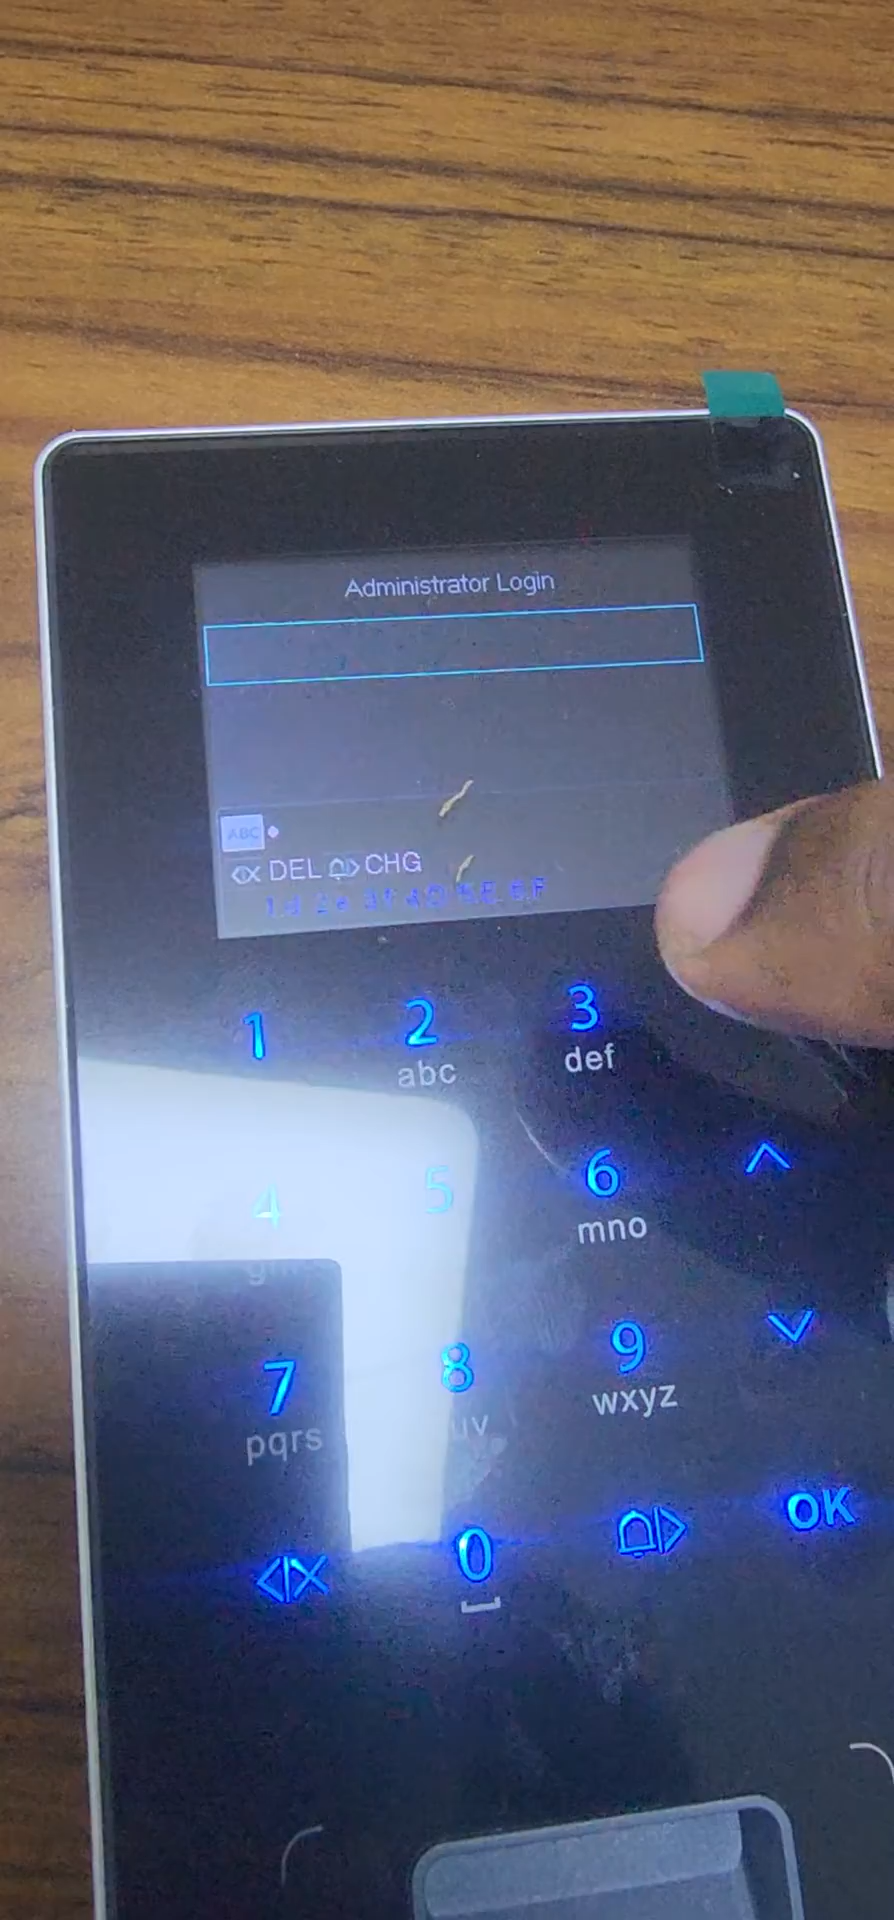 Administrator Login
ABC
DEL CHG
1 2 3
abc def
4 5 6
mno
7 8 9
pqrs uv wxyz
0 OK